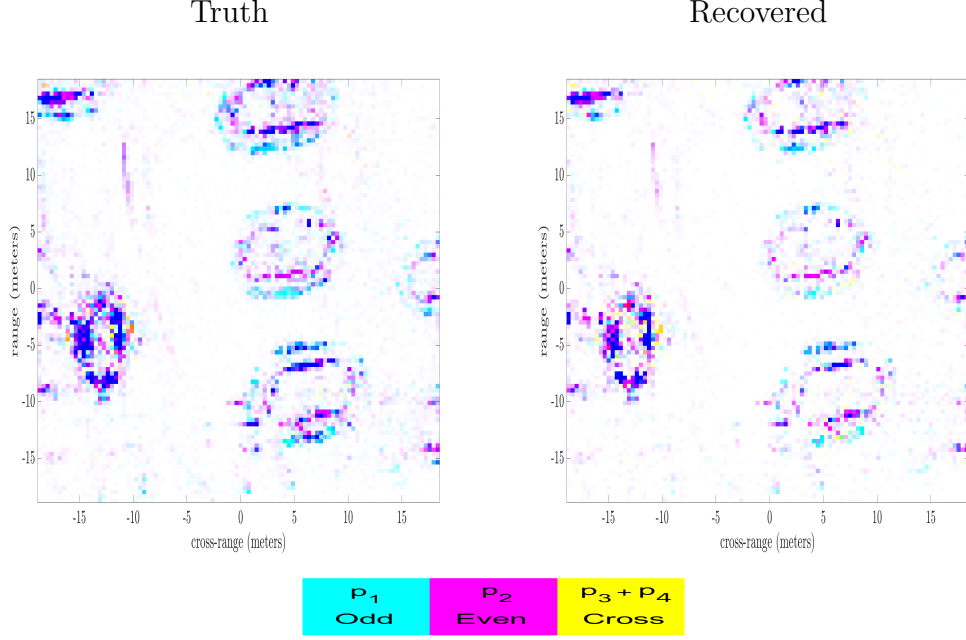 Truth
Recovered
15
10
5
0
-5
-10
-15
range (meters)
-15 -10 -5 0 5 10 15
cross-range (meters)
15
10
5
0
-5
-10
-15
range (meters)
-15 -10 -5 0 5 10 15
cross-range (meters)
p1 p2 p3 + p4
Odd Even Cross